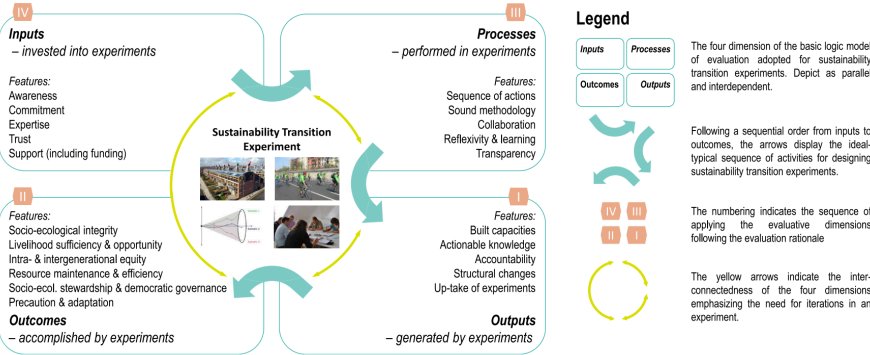 IV
Inputs
– invested into experiments
Features:
Awareness
Commitment
Expertise
Trust
Support (including funding)
III
Processes
– performed in experiments
Features:
Sequence of actions
Sound methodology
Collaboration
Reflexivity & learning
Transparency
Sustainability Transition
Experiment
II
Features:
Socio-ecological integrity
Livelihood sufficiency & opportunity
Intra- & intergenerational equity
Resource maintenance & efficiency
Socio-ecol. stewardship & democratic governance
Precaution & adaptation
Outcomes
– accomplished by experiments
I
Features:
Built capacities
Actionable knowledge
Accountability
Structural changes
Up-take of experiments
Outputs
– generated by experiments
Legend
Inputs
Processes
Outcomes
Outputs
The four dimension of the basic logic model
of evaluation adopted for sustainability
transition experiments. Depict as parallel
and interdependent.
Following a sequential order from inputs to
outcomes, the arrows display the ideal-
typical sequence of activities for designing
sustainability transition experiments.
IV III
II I
The numbering indicates the sequence of
applying the evaluative dimensions
following the evaluation rationale
The yellow arrows indicate the inter-
connectedness of the four dimensions
emphasizing the need for iterations in an
experiment.